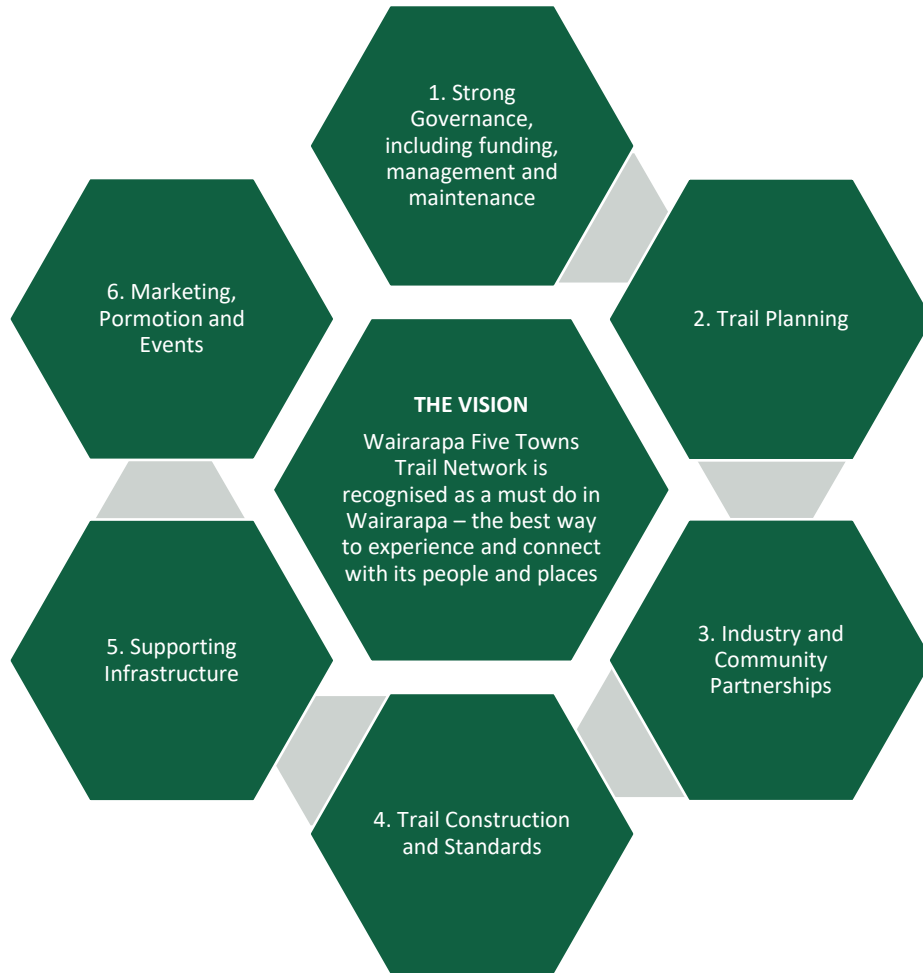 1. Strong
Governance,
including funding,
management and
maintenance
2. Trail Planning
3. Industry and
Community
Partnerships
4. Trail Construction
and Standards
5. Supporting
Infrastructure
6. Marketing,
Pormotion and
Events
THE VISION
Wairarapa Five Towns
Trail Network is
recognised as a must do in
Wairarapa – the best way
to experience and connect
with its people and places